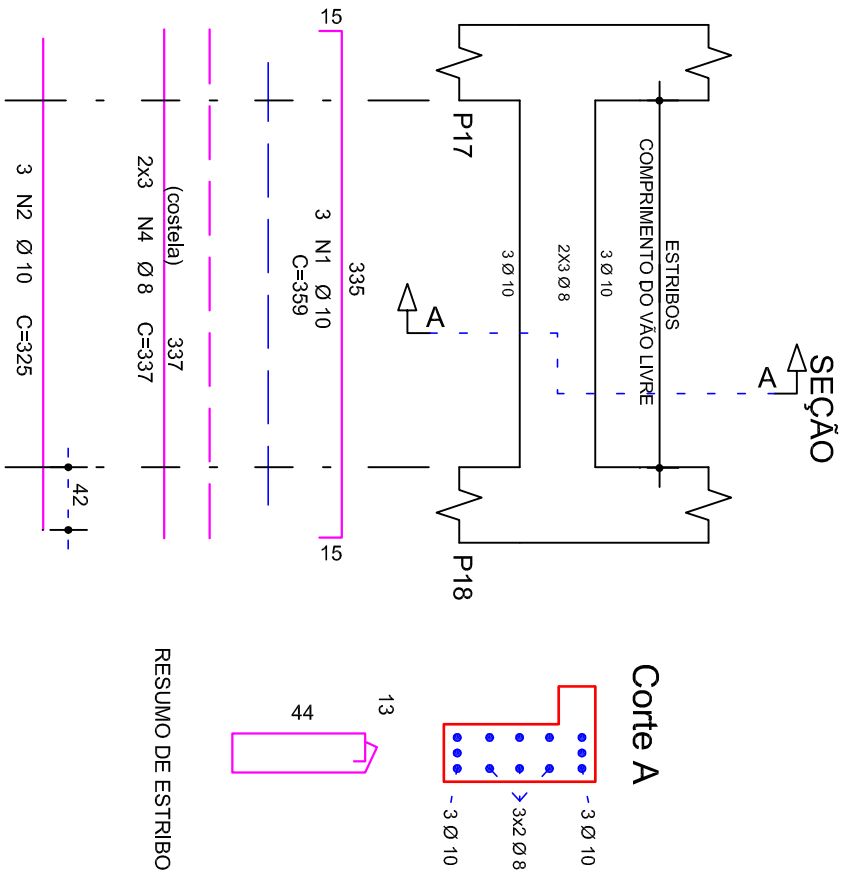 SEÇÃO
A
ESTRIBOS
COMPRIMENTO DO VÃO LIVRE
3 Ø 10
2X3 Ø 8
3 Ø 10
A
P17
P18
15
335
15
3 N1 Ø 10
C=359
(costela)
337
2x3 N4 Ø 8 C=337
42
3 N2 Ø 10 C=325
Corte A
3 Ø 10
3x2 Ø 8
3 Ø 10
13
44
RESUMO DE ESTRIBO